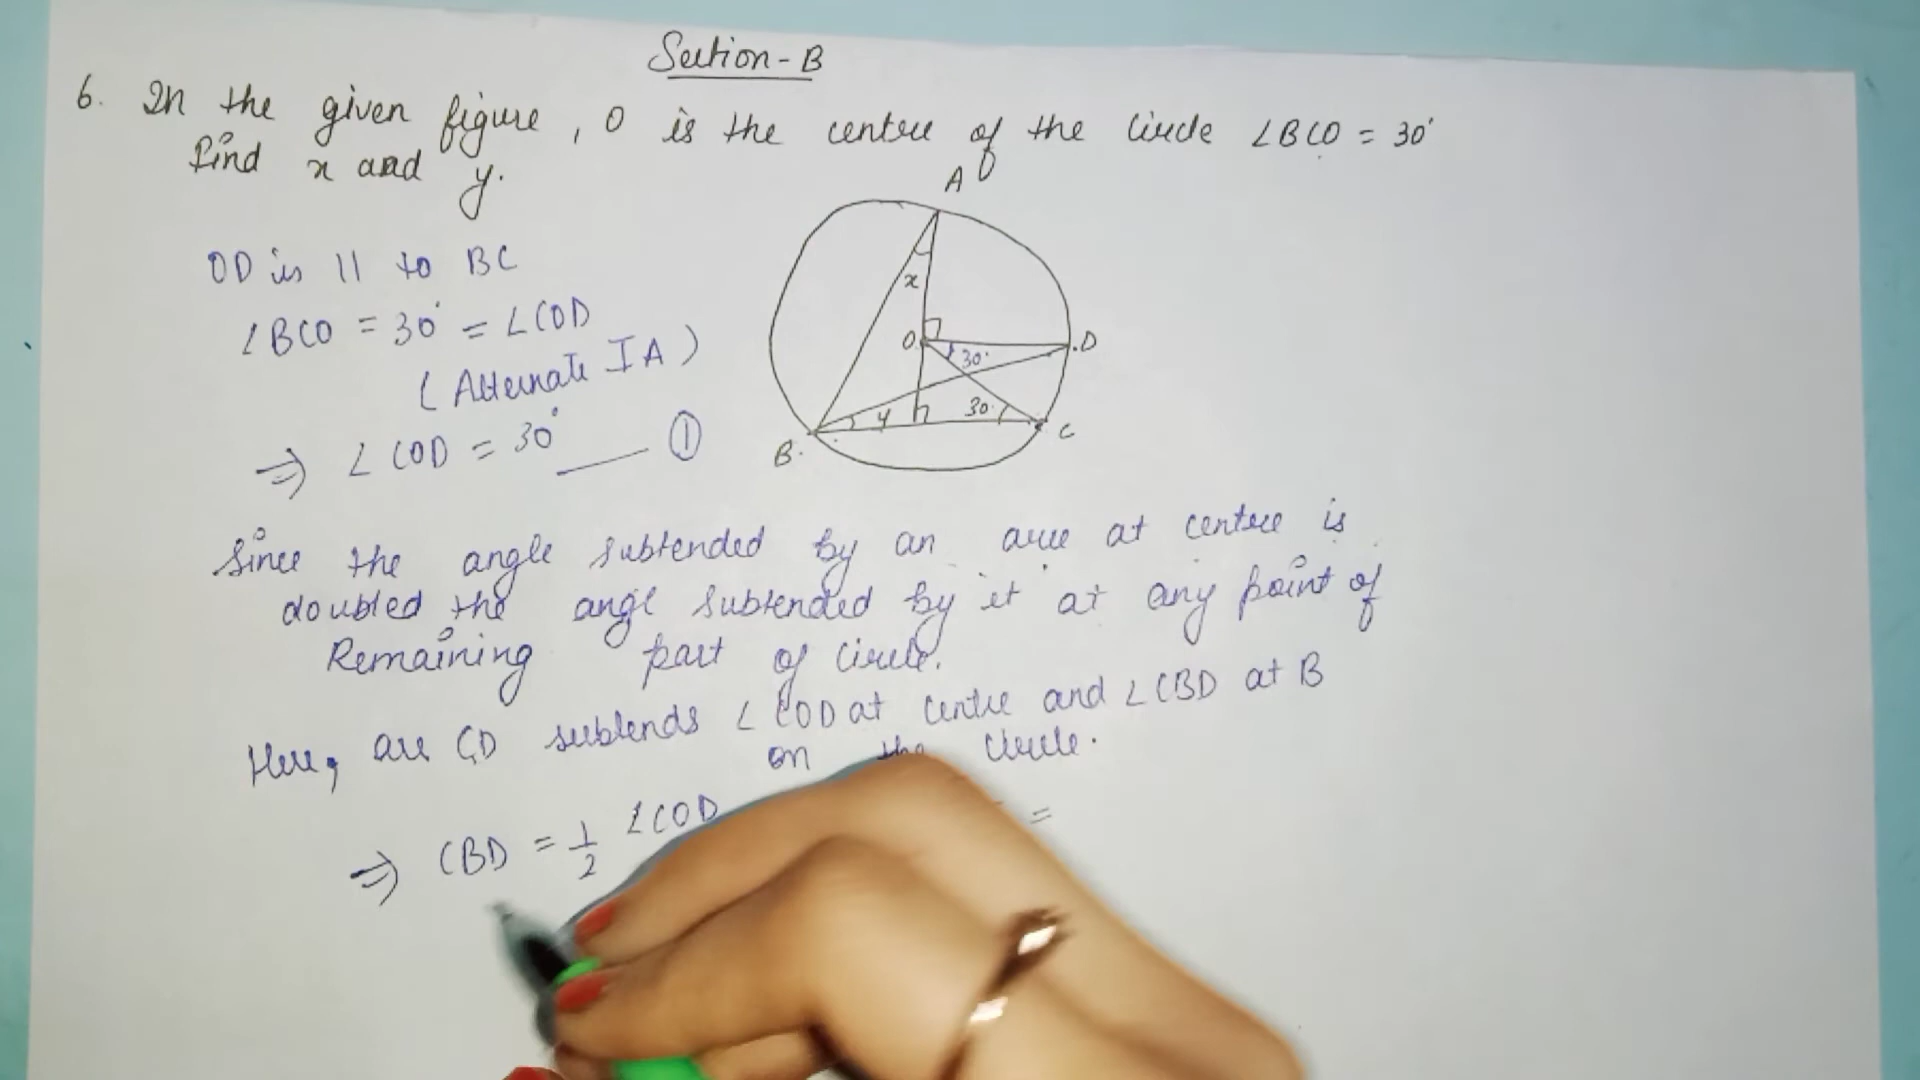 Section-B
6. In the given figure, O is the centre of the circle ∠BCO = 30°
find x and y.
A
OD is || to BC
x
∠BCO = 30° = ∠COD
O
.D
30°
(Alternate IA)
y
30°
⇒ ∠COD = 30° ___ ①
B.
C
Since the angle subtended by an arc at centre is
doubled the angl subtended by it at any point of
Remaining part of circle.
Here, arc CD subtends ∠COD at centre and ∠CBD at B
on the circle.
⇒ CBD = 1/2 ∠COD =